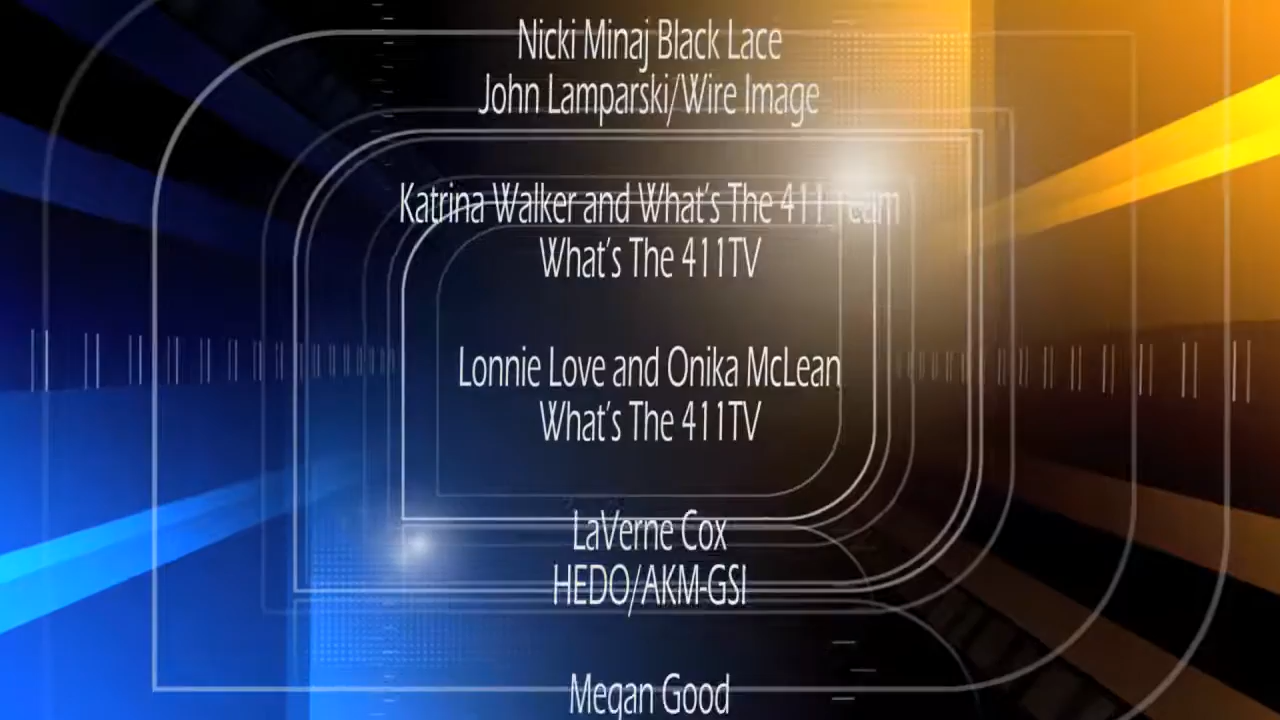 Nicki Minaj Black Lace
John Lamparski/Wire Image
Katrina Walker and What's The 411 Team
What's The 411TV
Lonnie Love and Onika McLean
What's The 411TV
LaVerne Cox
HEDO/AKM-GSI
Megan Good